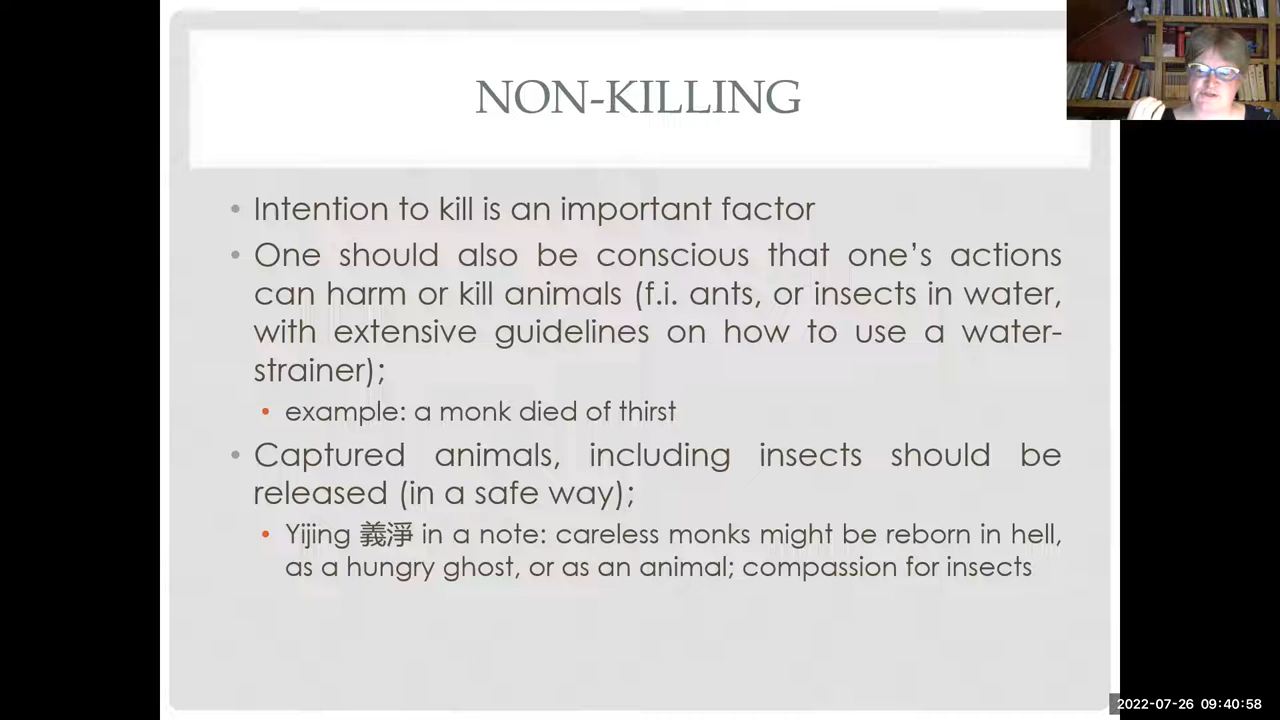 NON-KILLING
• Intention to kill is an important factor
• One should also be conscious that one's actions
can harm or kill animals (f.i. ants, or insects in water,
with extensive guidelines on how to use a water-
strainer);
• example: a monk died of thirst
• Captured animals, including insects should be
released (in a safe way);
• Yijing 義淨 in a note: careless monks might be reborn in hell,
as a hungry ghost, or as an animal; compassion for insects
2022-07-26 09:40:58